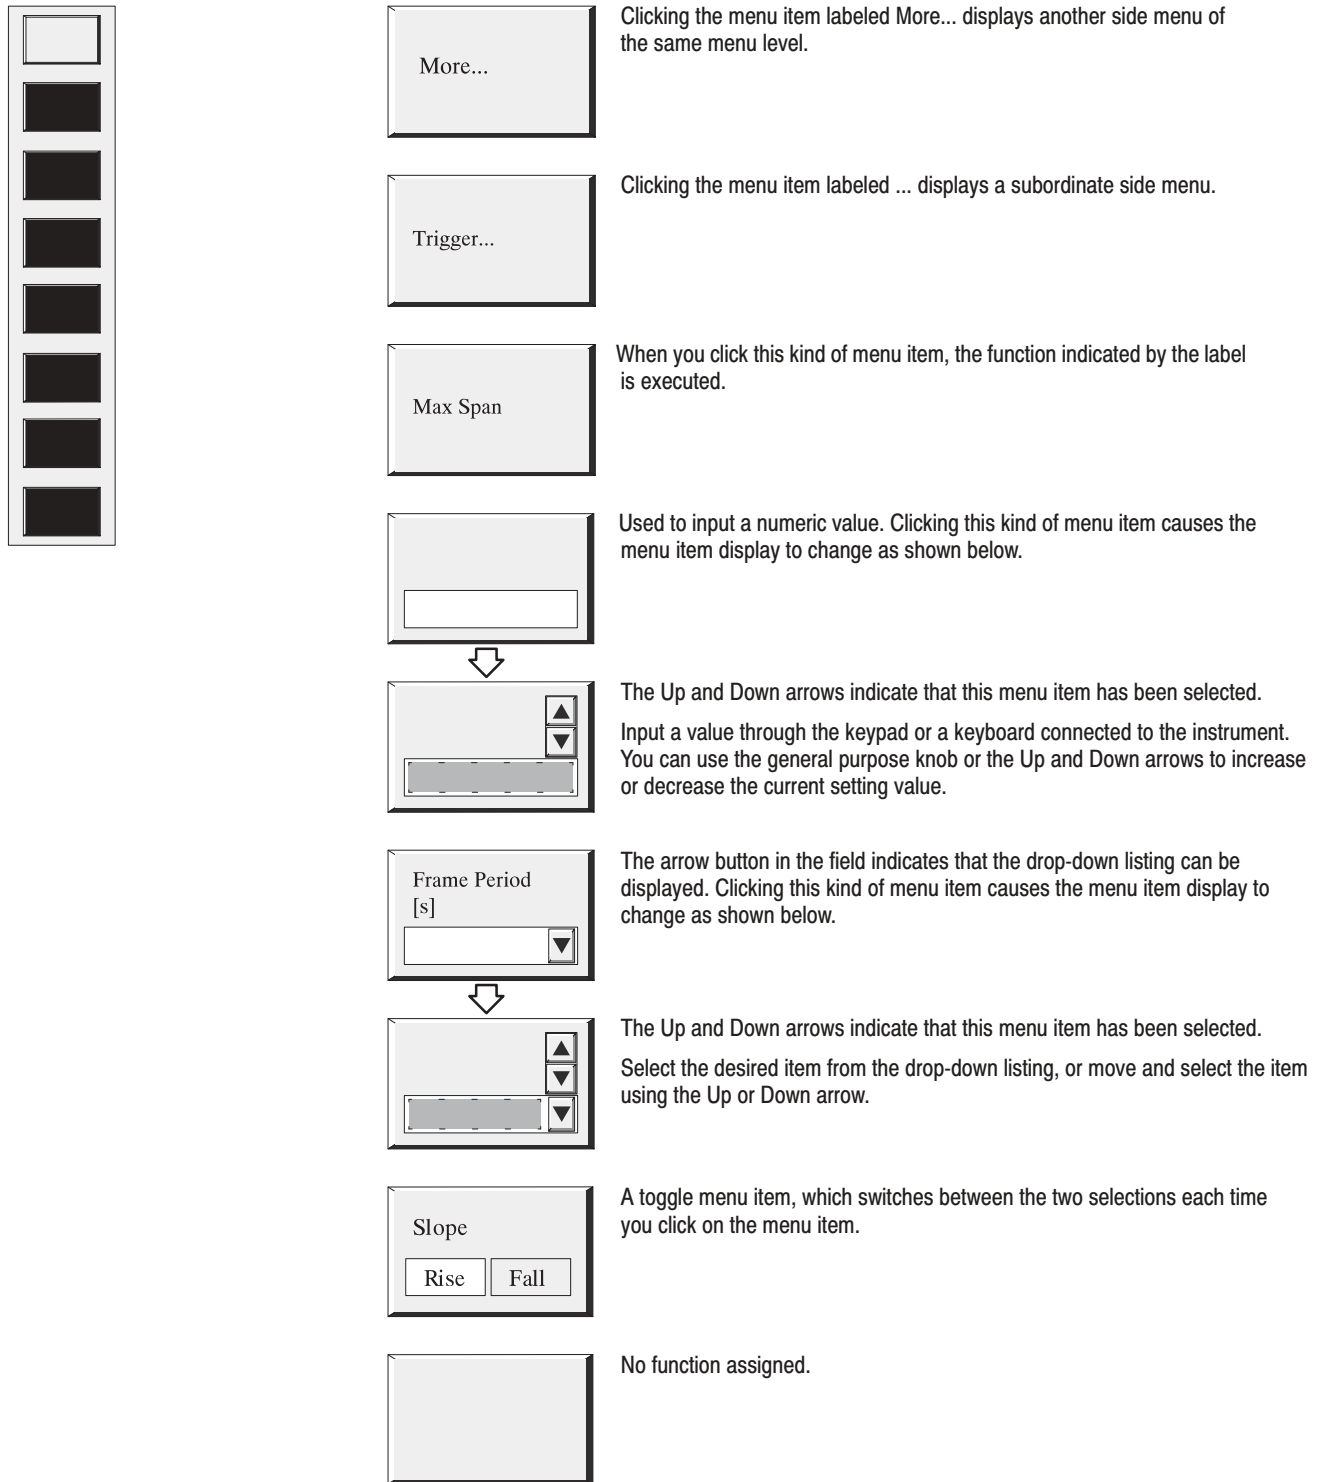 More...
Clicking the menu item labeled More... displays another side menu of
the same menu level.
Trigger...
Clicking the menu item labeled ... displays a subordinate side menu.
Max Span
When you click this kind of menu item, the function indicated by the label
is executed.
Used to input a numeric value. Clicking this kind of menu item causes the
menu item display to change as shown below.
The Up and Down arrows indicate that this menu item has been selected.
Input a value through the keypad or a keyboard connected to the instrument.
You can use the general purpose knob or the Up and Down arrows to increase
or decrease the current setting value.
Frame Period
[s]
The arrow button in the field indicates that the drop-down listing can be
displayed. Clicking this kind of menu item causes the menu item display to
change as shown below.
The Up and Down arrows indicate that this menu item has been selected.
Select the desired item from the drop-down listing, or move and select the item
using the Up or Down arrow.
Slope
Rise Fall
A toggle menu item, which switches between the two selections each time
you click on the menu item.
No function assigned.